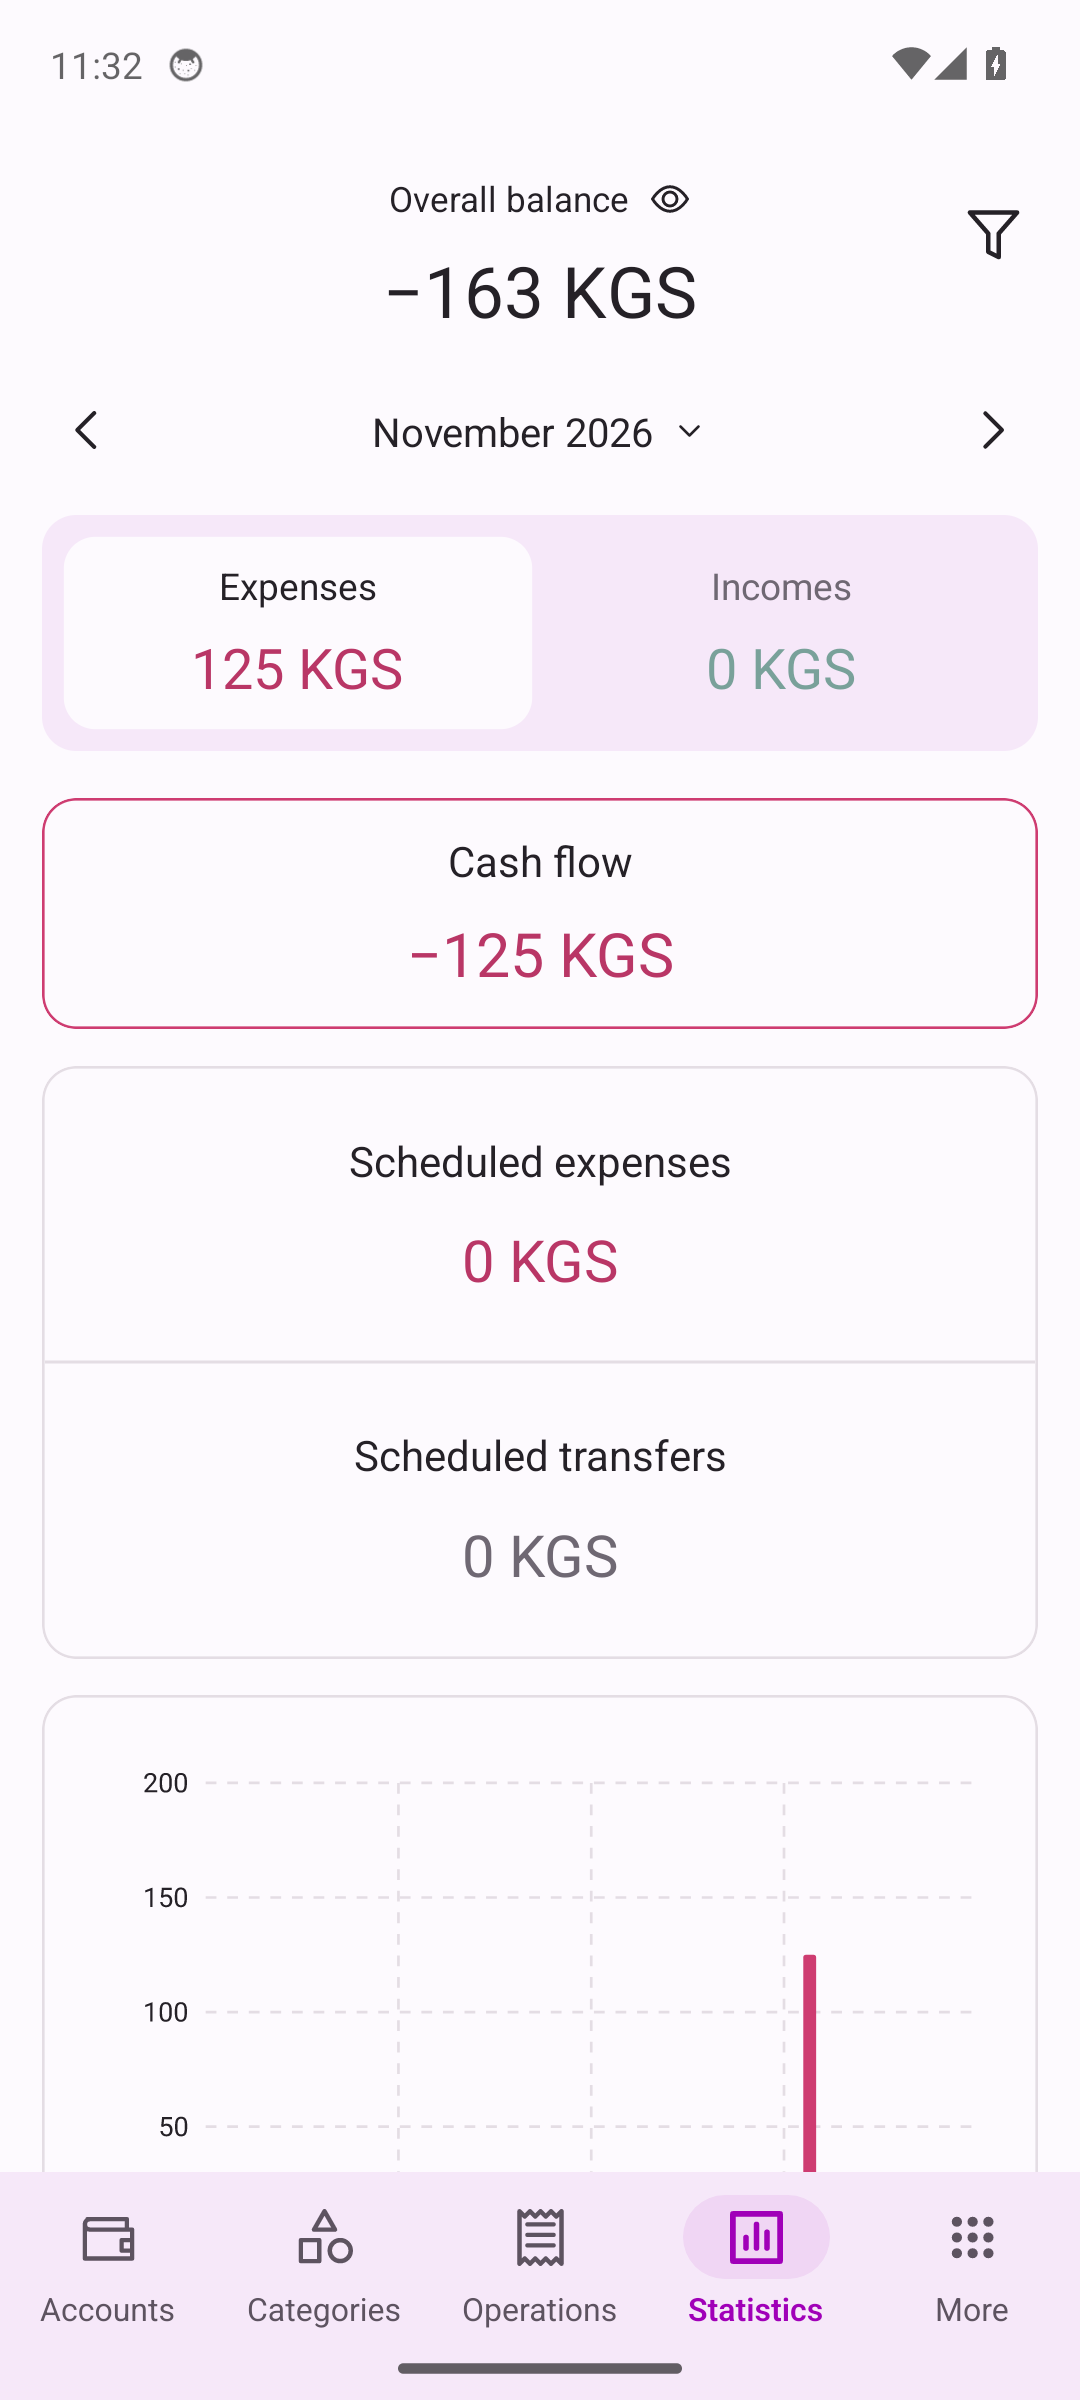 11:32
Overall balance
−163 KGS
November 2026
Expenses
Incomes
125 KGS
0 KGS
Cash flow
−125 KGS
Scheduled expenses
0 KGS
Scheduled transfers
0 KGS
200
150
100
50
Accounts
Categories
Operations
Statistics
More